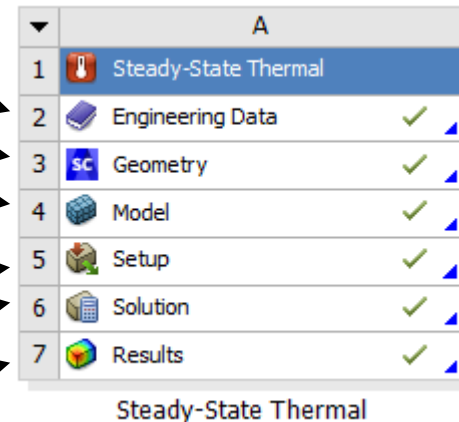 A
1 Steady-State Thermal
2 Engineering Data
3 SC Geometry
4 Model
5 Setup
6 Solution
7 Results
Steady-State Thermal